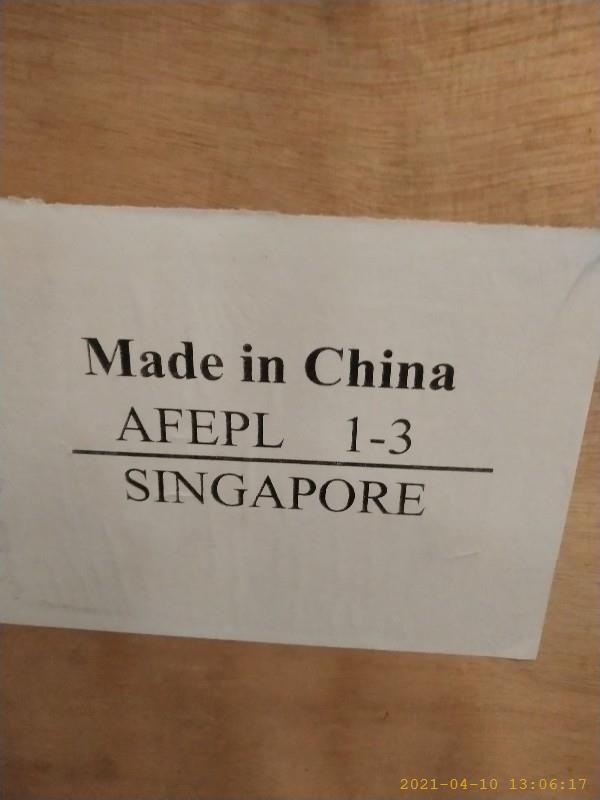 Made in China
AFEPL 1-3
SINGAPORE
2021-04-10 13:06:17